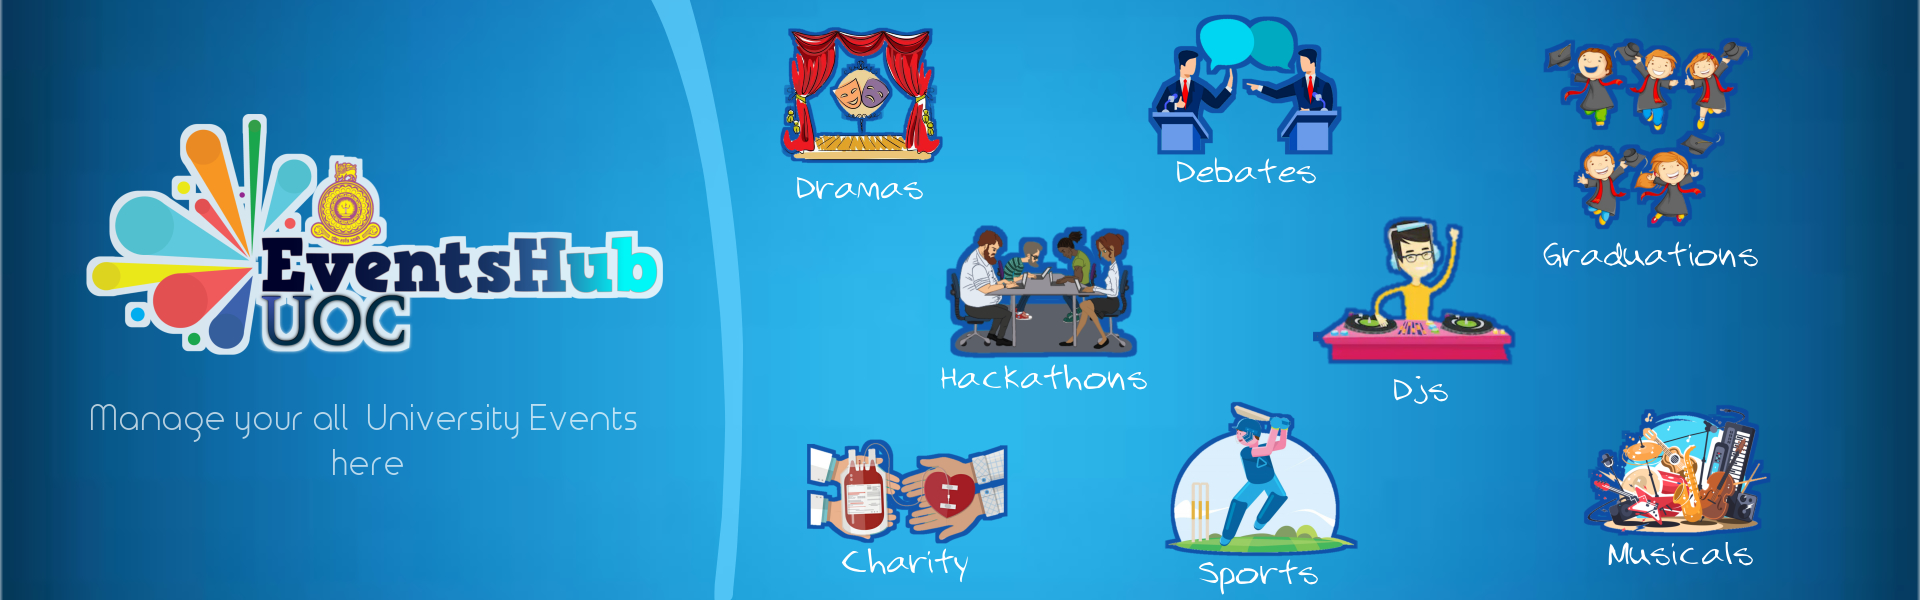 EventsHub
UOC
Manage your all University Events
here
Dramas
Debates
Graduations
Hackathons
Djs
Charity
Sports
Musicals